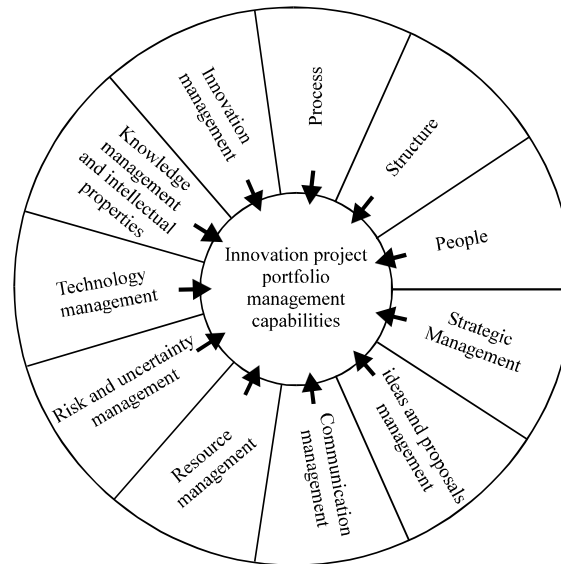 Innovation
management
Process
Structure
People
Strategic
Management
ideas and proposals
management
Communication
management
Resource
management
Risk and uncertainty
management
Technology
management
Knowledge
management
and intellectual
properties
Innovation project
portfolio
management
capabilities